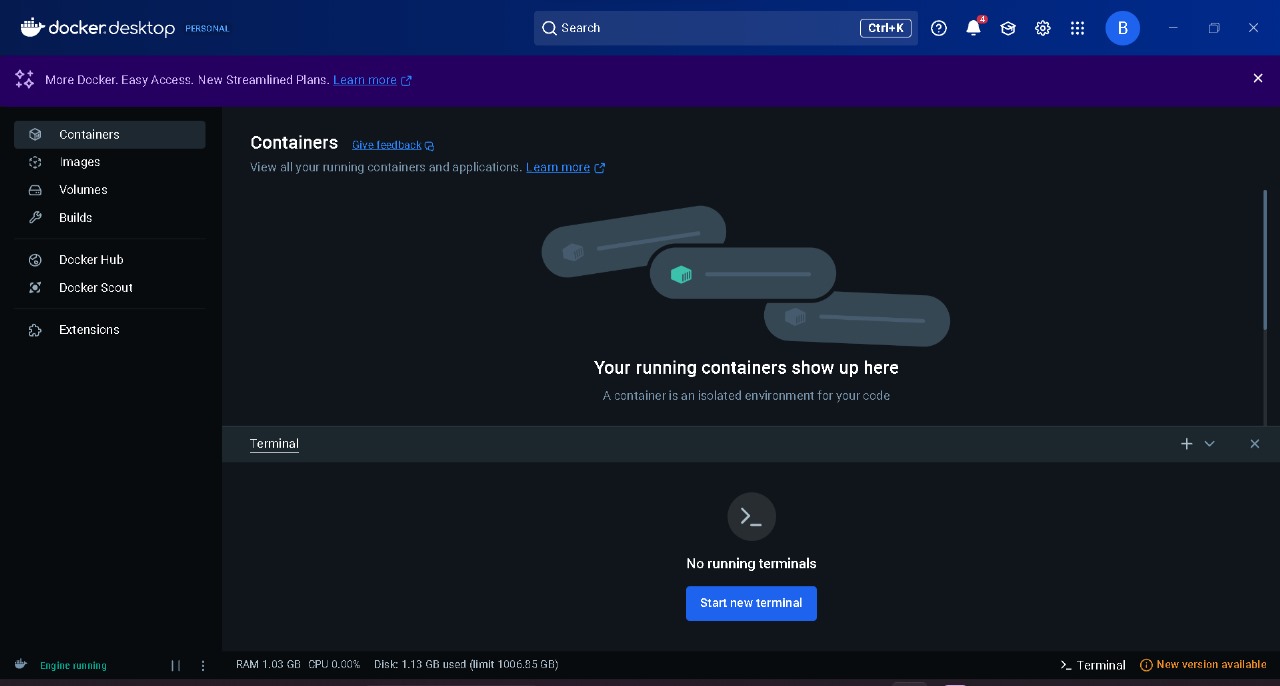 docker.desktop PERSONAL
Search
Ctrl+K
4
B
More Docker. Easy Access. New Streamlined Plans. Learn more
Containers
Images
Volumes
Builds
Docker Hub
Docker Scout
Extensions
Containers Give feedback
View all your running containers and applications. Learn more
Your running containers show up here
A container is an isolated environment for your code
Terminal
No running terminals
Start new terminal
Engine running
RAM 1.03 GB CPU 0.00% Disk: 1.13 GB used (limit 1006.85 GB)
Terminal
New version available